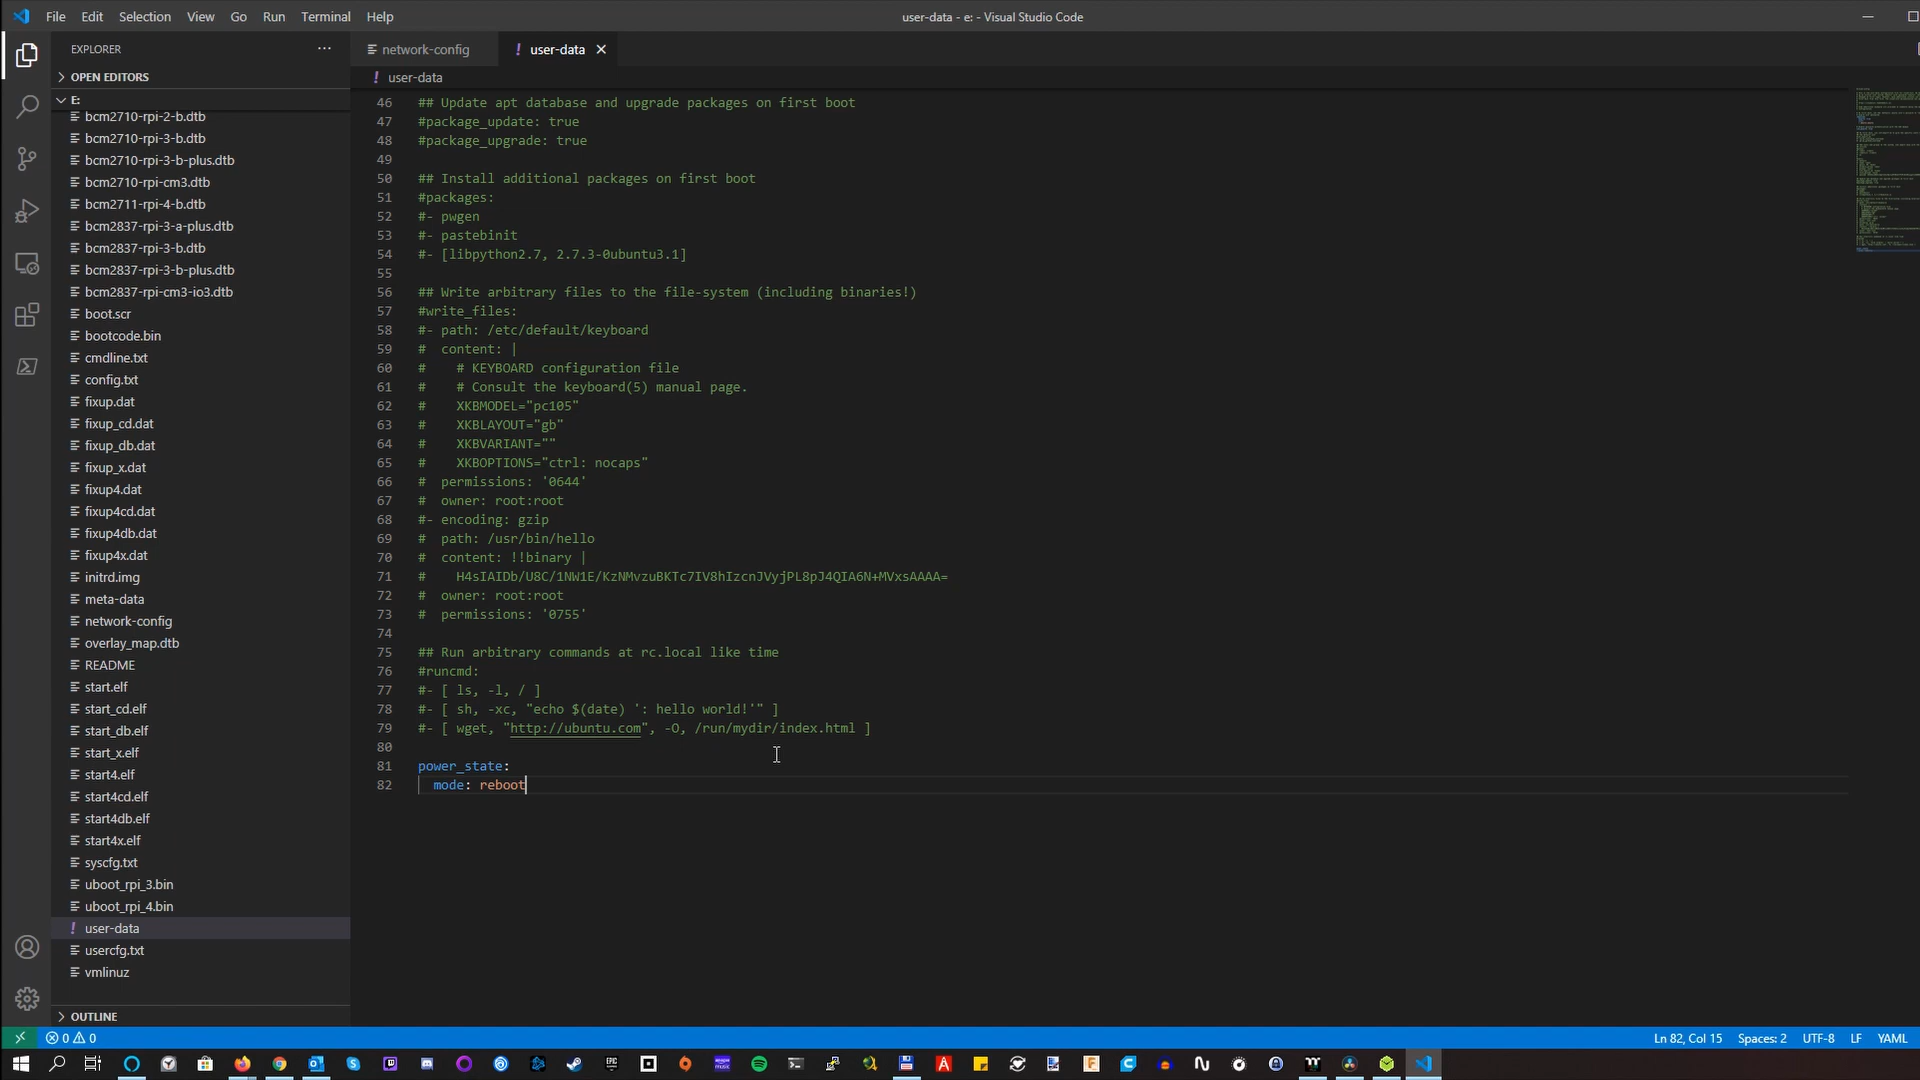 File Edit Selection View Go Run Terminal Help
user-data - e: - Visual Studio Code
EXPLORER
OPEN EDITORS
E:
bcm2710-rpi-2-b.dtb
bcm2710-rpi-3-b.dtb
bcm2710-rpi-3-b-plus.dtb
bcm2710-rpi-cm3.dtb
bcm2711-rpi-4-b.dtb
bcm2837-rpi-3-a-plus.dtb
bcm2837-rpi-3-b.dtb
bcm2837-rpi-3-b-plus.dtb
bcm2837-rpi-cm3-io3.dtb
boot.scr
bootcode.bin
cmdline.txt
config.txt
fixup.dat
fixup_cd.dat
fixup_db.dat
fixup_x.dat
fixup4.dat
fixup4cd.dat
fixup4db.dat
fixup4x.dat
initrd.img
meta-data
network-config
overlay_map.dtb
README
start.elf
start_cd.elf
start_db.elf
start_x.elf
start4.elf
start4cd.elf
start4db.elf
start4x.elf
syscfg.txt
uboot_rpi_3.bin
uboot_rpi_4.bin
! user-data
usercfg.txt
vmlinuz
OUTLINE
network-config
! user-data
! user-data
46 ## Update apt database and upgrade packages on first boot
47 #package_update: true
48 #package_upgrade: true
49
50 ## Install additional packages on first boot
51 #packages:
52 #- pwgen
53 #- pastebinit
54 #- [libpython2.7, 2.7.3-0ubuntu3.1]
55
56 ## Write arbitrary files to the file-system (including binaries!)
57 #write_files:
58 #- path: /etc/default/keyboard
59 #  content: |
60 #    # KEYBOARD configuration file
61 #    # Consult the keyboard(5) manual page.
62 #    XKBMODEL="pc105"
63 #    XKBLAYOUT="gb"
64 #    XKBVARIANT=""
65 #    XKBOPTIONS="ctrl: nocaps"
66 #  permissions: '0644'
67 #  owner: root:root
68 #- encoding: gzip
69 #  path: /usr/bin/hello
70 #  content: !!binary |
71 #    H4sIAIDb/U8C/1NW1E/KzNMvzuBKTc7IV8hIzcnJVyjPL8pJ4QIA6N+MVxsAAAA=
72 #  owner: root:root
73 #  permissions: '0755'
74
75 ## Run arbitrary commands at rc.local like time
76 #runcmd:
77 #- [ ls, -l, / ]
78 #- [ sh, -xc, "echo $(date) ': hello world!'" ]
79 #- [ wget, "http://ubuntu.com", -O, /run/mydir/index.html ]
80
81 power_state:
82   mode: reboot
0 0
Ln 82, Col 15 Spaces: 2 UTF-8 LF YAML